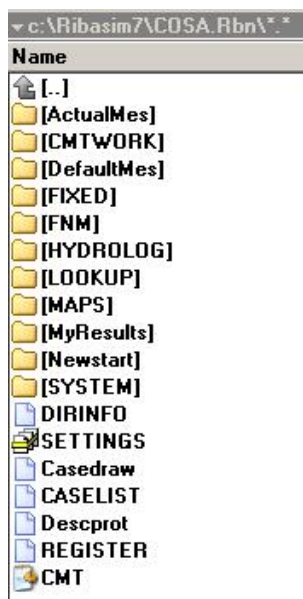 c:\Ribasim7\COSA.Rbn\*.*
Name
[..]
[ActualMes]
[CMTWORK]
[DefaultMes]
[FIXED]
[FNM]
[HYDROLOG]
[LOOKUP]
[MAPS]
[MyResults]
[Newstart]
[SYSTEM]
DIRINFO
SETTINGS
Casedraw
CASELIST
Descprot
REGISTER
CMT